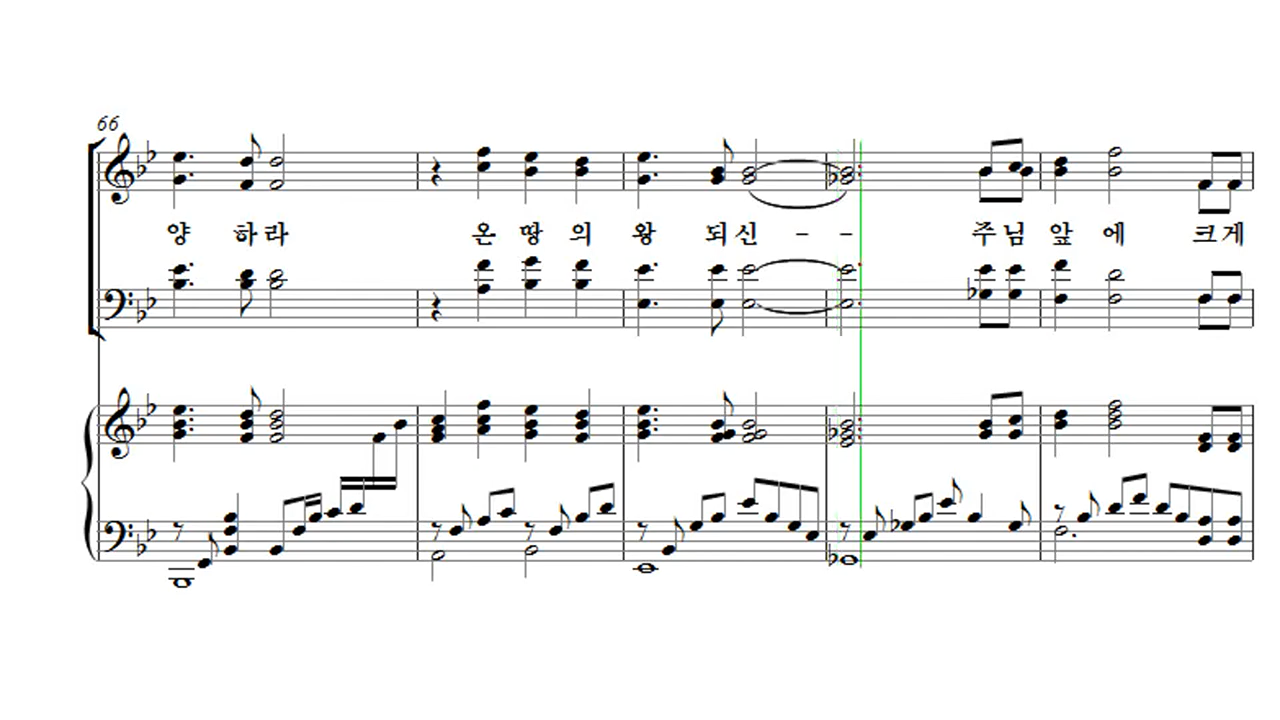 66
양 하라 온 땅 의 왕 되신 - - 주님 앞 에 크게